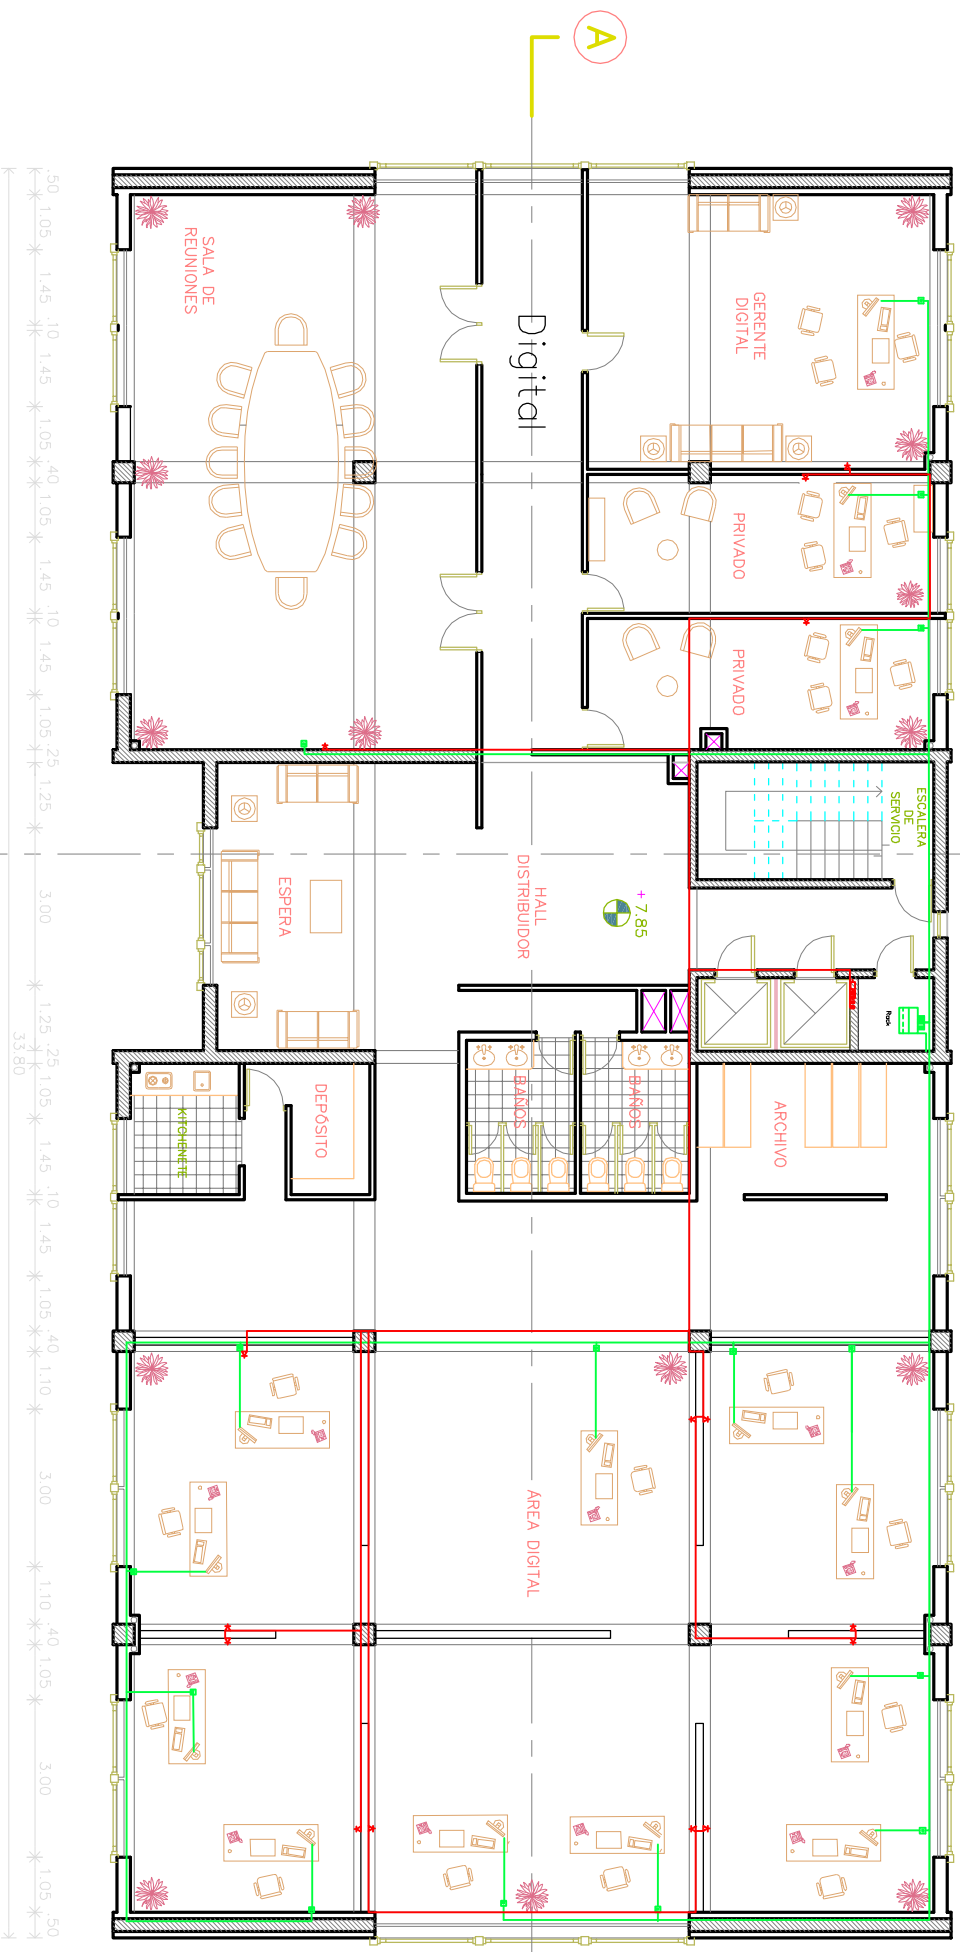 A
SALA DE
REUNIONES
Digital
GERENTE
DIGITAL
PRIVADO
PRIVADO
ESCALERA
DE
SERVICIO
ESPERA
HALL
DISTRIBUIDOR
+ 7.85
Rack
KITCHENETE
DEPÓSITO
BAÑOS
BAÑOS
ARCHIVO
ÁREA DIGITAL
.50
1.05
1.45
.10
1.45
1.05
.40
1.05
1.45
.10
1.45
1.05
.25
1.25
3.00
1.25
.25
1.05
1.45
.10
1.45
1.05
.40
1.10
3.00
1.10
.40
1.05
3.00
1.05
.50
33.80